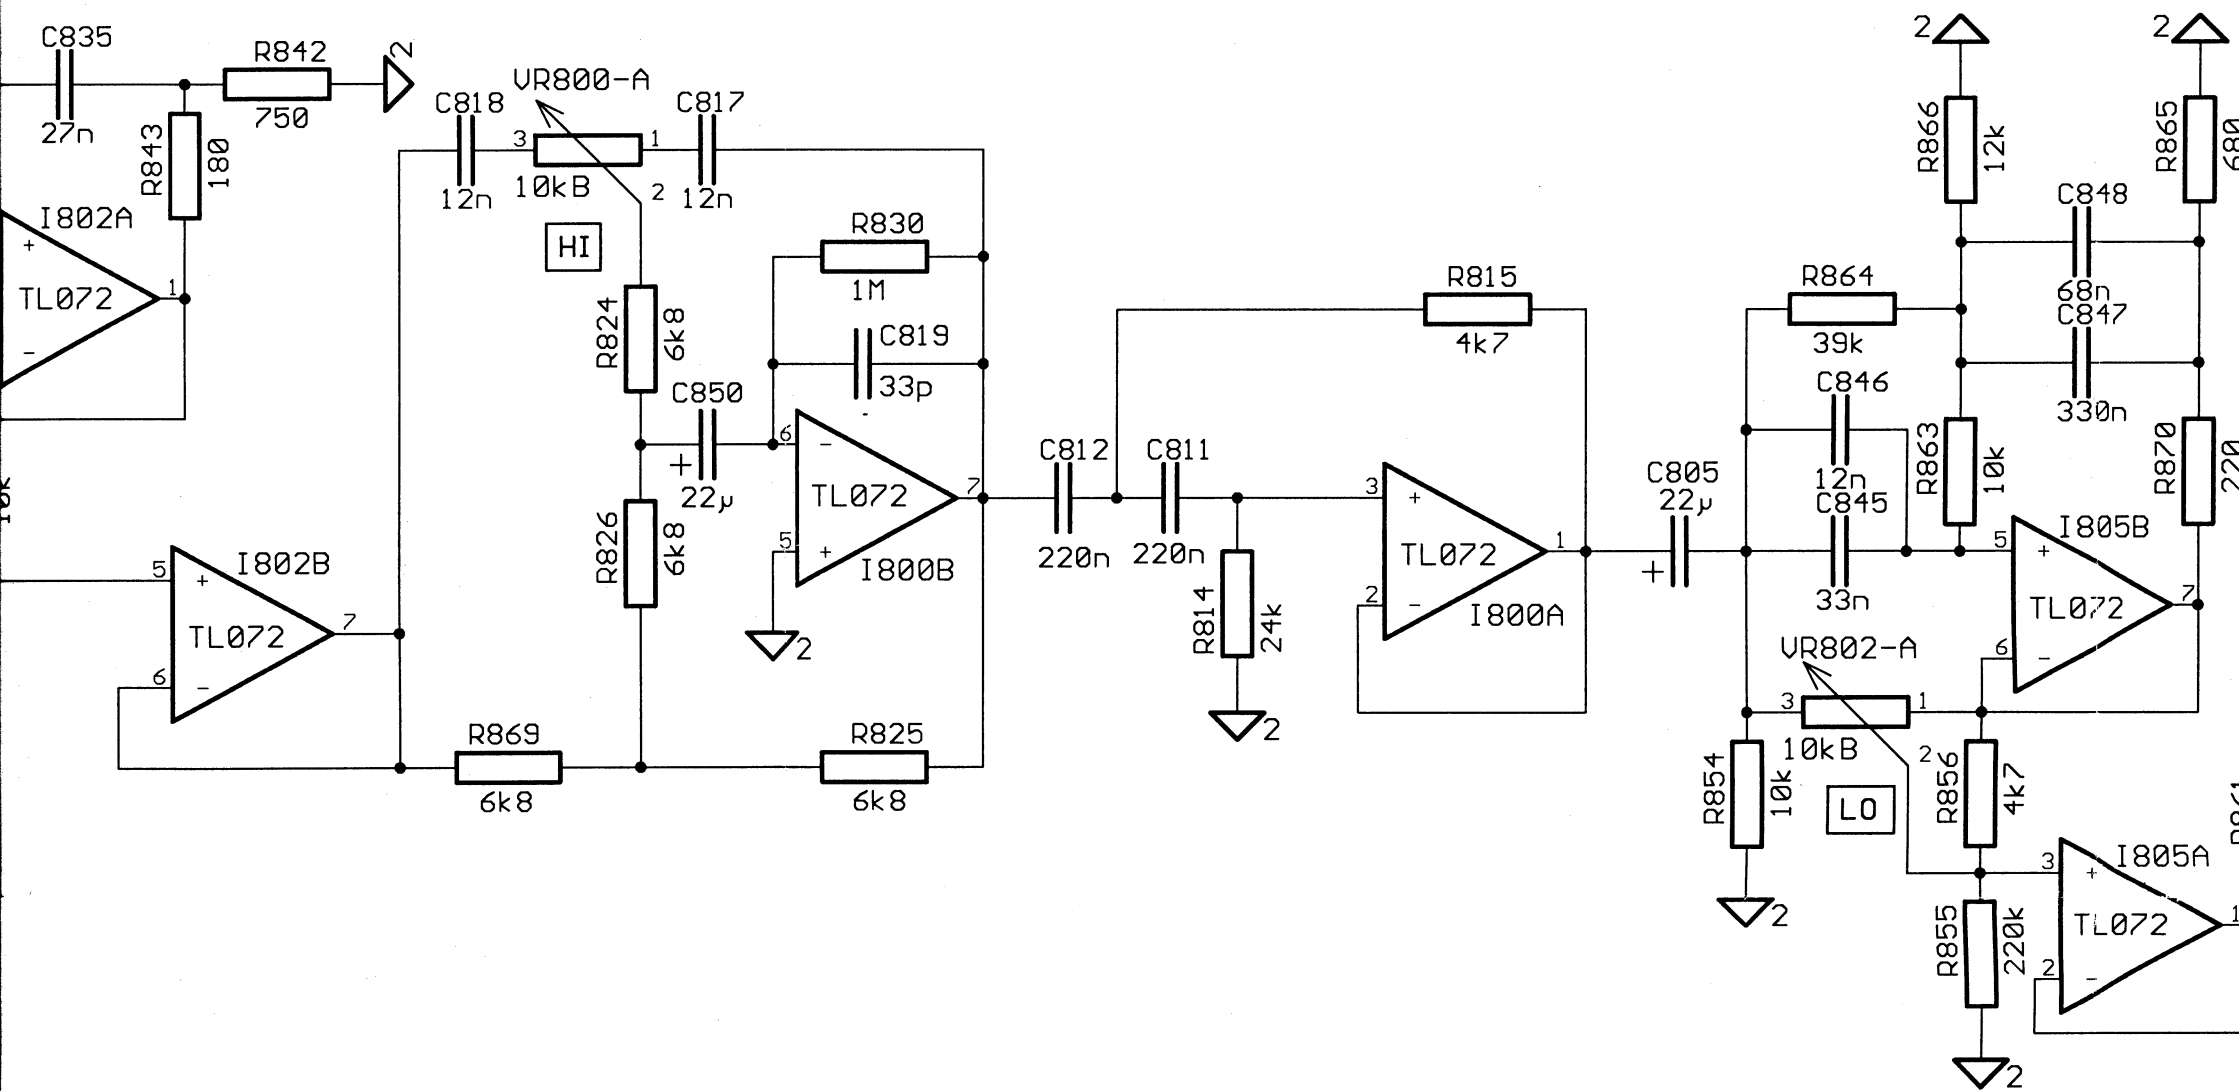 C835
27n
R842
750
2
R843
180
I802A
+
TL072
-
1
C818
12n
VR800-A
3
1
10kB
2
C817
12n
HI
R830
1M
R824
6k8
C819
33p
C850
+
22µ
6
-
TL072
7
5
+
I800B
2
R826
6k8
I802B
5
+
TL072
7
6
-
R869
6k8
R825
6k8
C812
220n
C811
220n
R815
4k7
R814
24k
2
3
+
TL072
1
2
-
I800A
C805
22µ
+
R864
39k
C846
12n
C845
33n
2
R866
12k
2
R865
680
C848
68n
C847
330n
R863
10k
R870
220
I805B
5
+
TL072
7
6
-
VR802-A
3
1
10kB
2
LO
R854
10k
2
R856
4k7
R855
220k
2
I805A
3
+
TL072
1
2
-